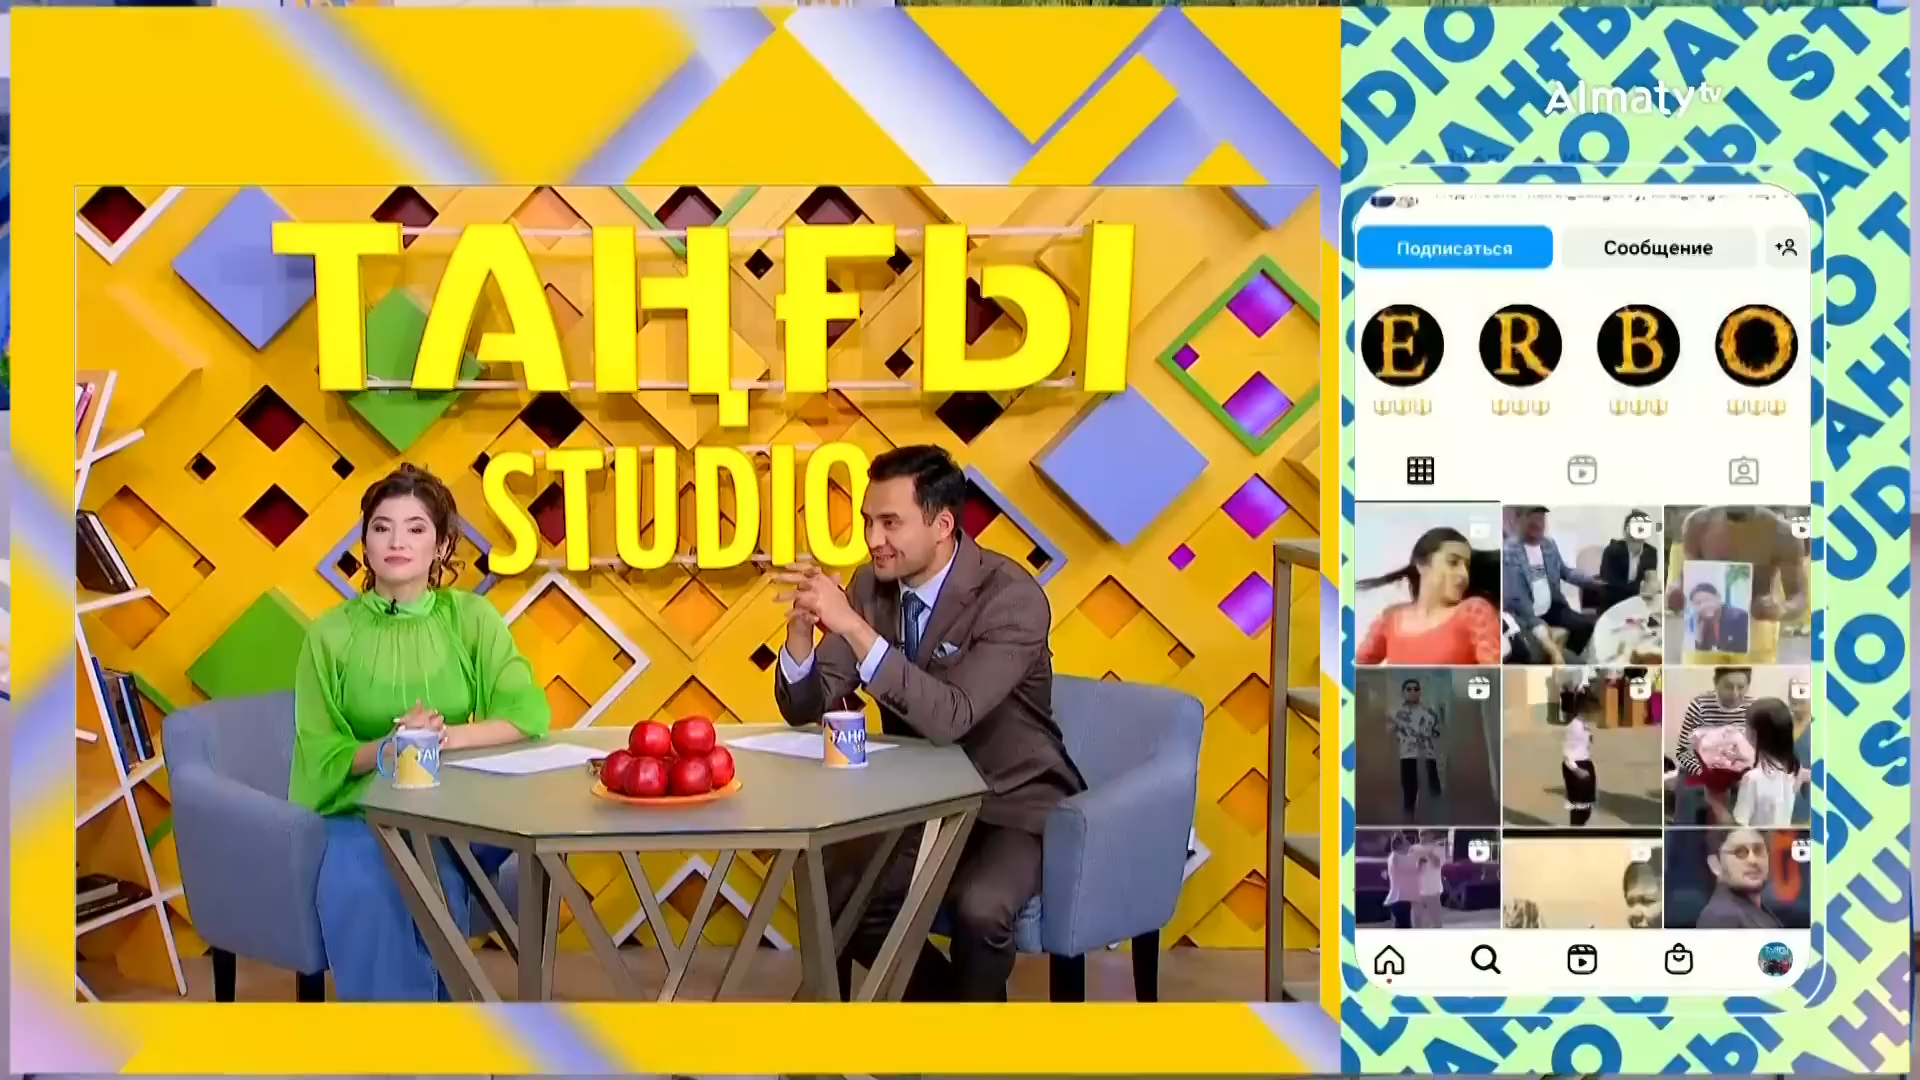 ТАҢҒЫ
STUDIO
Almaty tv
Подписаться
Сообщение
E R B O